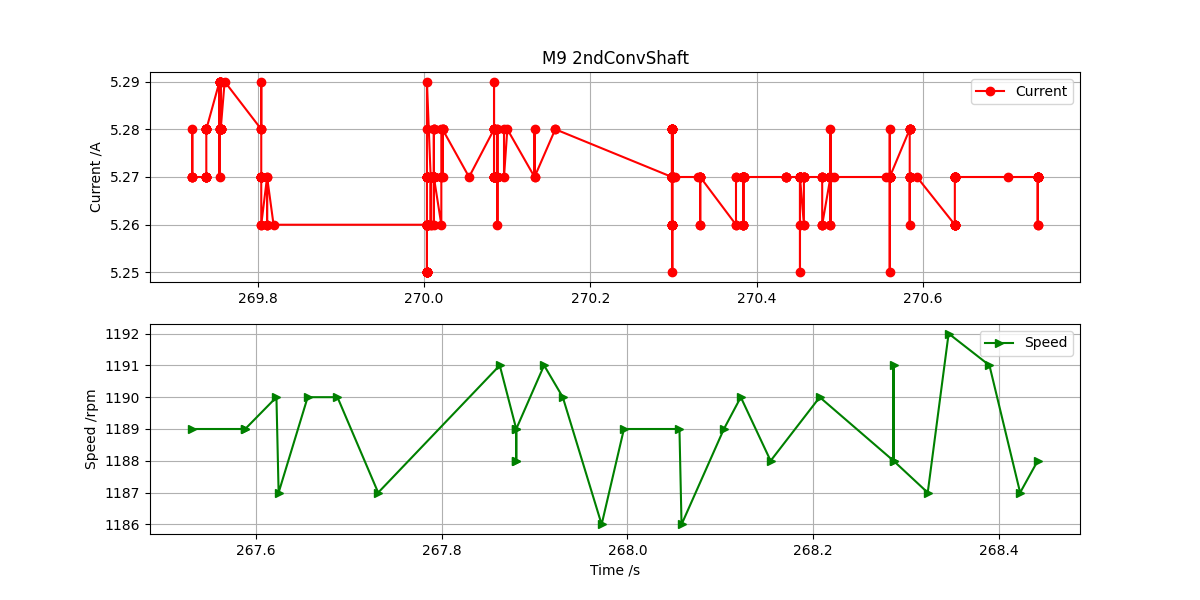 M9 2ndConvShaft
5.29
5.28
5.27
5.26
5.25
Current /A
Current
269.8 270.0 270.2 270.4 270.6
1192
1191
1190
1189
1188
1187
1186
Speed /rpm
Speed
267.6 267.8 268.0 268.2 268.4
Time /s